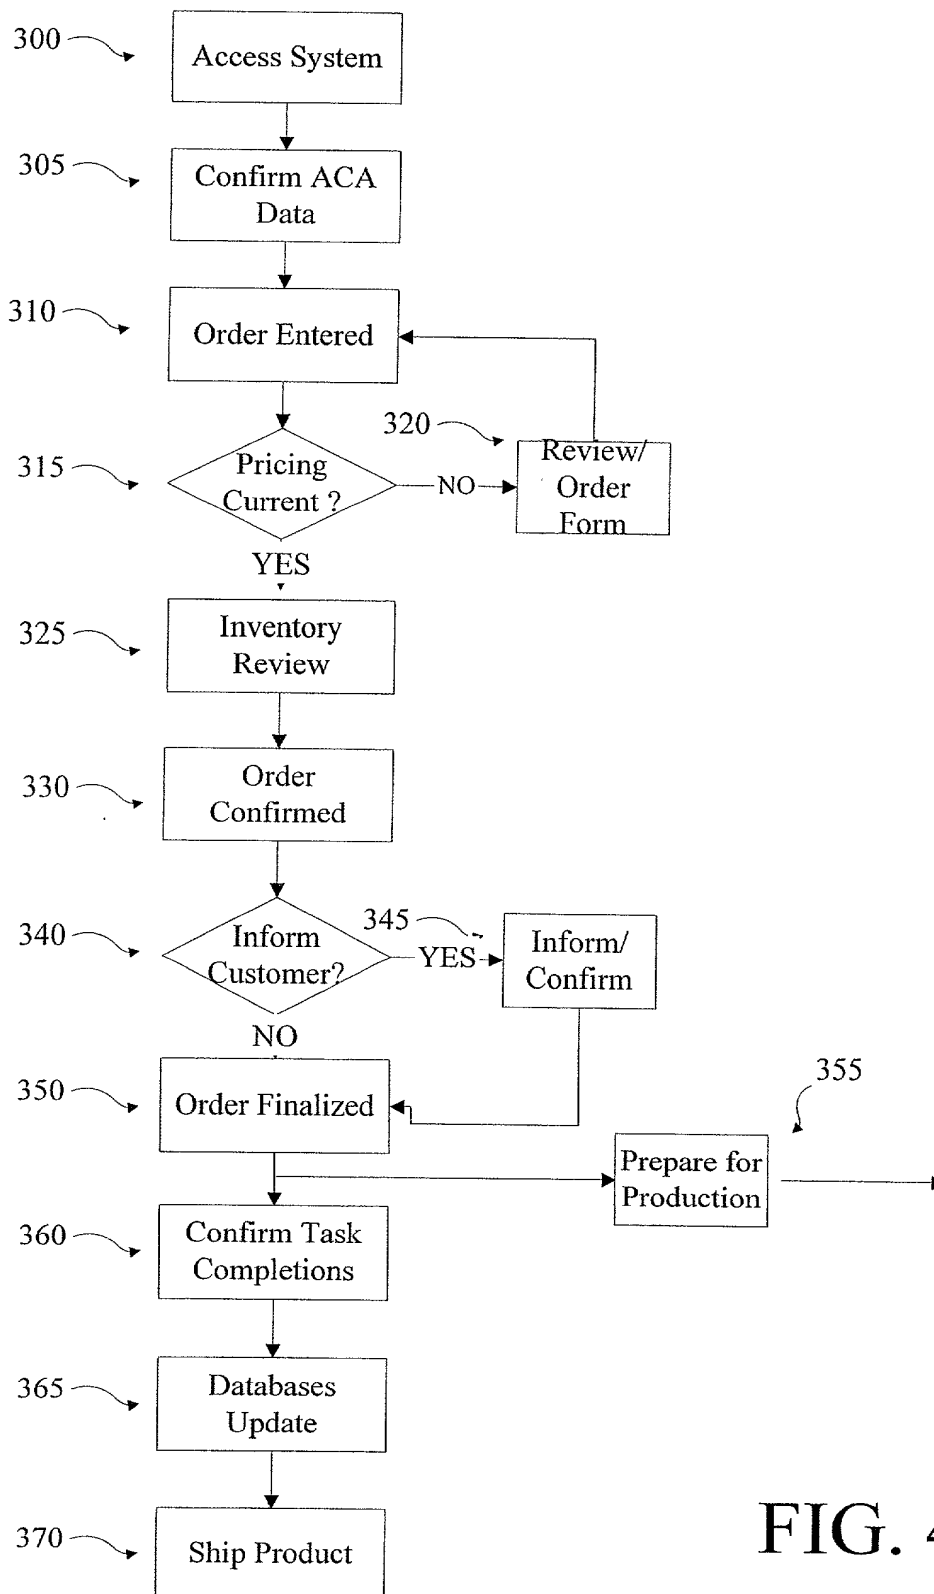 300
Access System
305
Confirm ACA
Data
310
Order Entered
315
Pricing
Current ?
NO
320
Review/
Order
Form
YES
325
Inventory
Review
330
Order
Confirmed
340
Inform
Customer?
YES
345
Inform/
Confirm
NO
350
Order Finalized
355
Prepare for
Production
360
Confirm Task
Completions
365
Databases
Update
370
Ship Product
FIG. 4